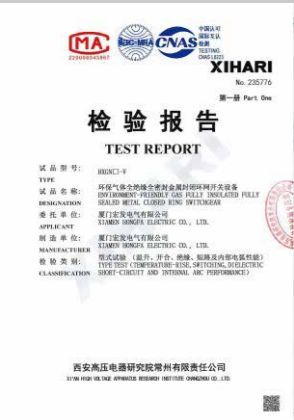 MA
220008343867
ilac-MRA
CNAS
中国认可
国际互认
检测
TESTING
XIHARI
No. 235776
第一册 Part One
检 验 报 告
TEST REPORT
试 品 型 号: HXGN□-V
TYPE
试 品 名 称: 环保气体全绝缘全密封金属封闭环网开关设备
DESIGNATION ENVIRONMENT-FRIENDLY GAS FULLY INSULATED FULLY SEALED METAL CLOSED RING SWITCHGEAR
委 托 单 位: 厦门宏发电气有限公司
APPLICANT XIAMEN HONGFA ELECTRIC CO., LTD.
制 造 单 位: 厦门宏发电气有限公司
MANUFACTURER XIAMEN HONGFA ELECTRIC CO., LTD.
检 验 类 别: 型式试验 (温升、开合、绝缘、短路及内部电弧性能)
CLASSIFICATION TYPE TEST (TEMPERATURE-RISE, SWITCHING, DIELECTRIC SHORT-CIRCUIT AND INTERNAL ARC PERFORMANCE)
西安高压电器研究院常州有限责任公司
XI'AN HIGH VOLTAGE APPARATUS RESEARCH INSTITUTE CHANGZHOU CO., LTD.